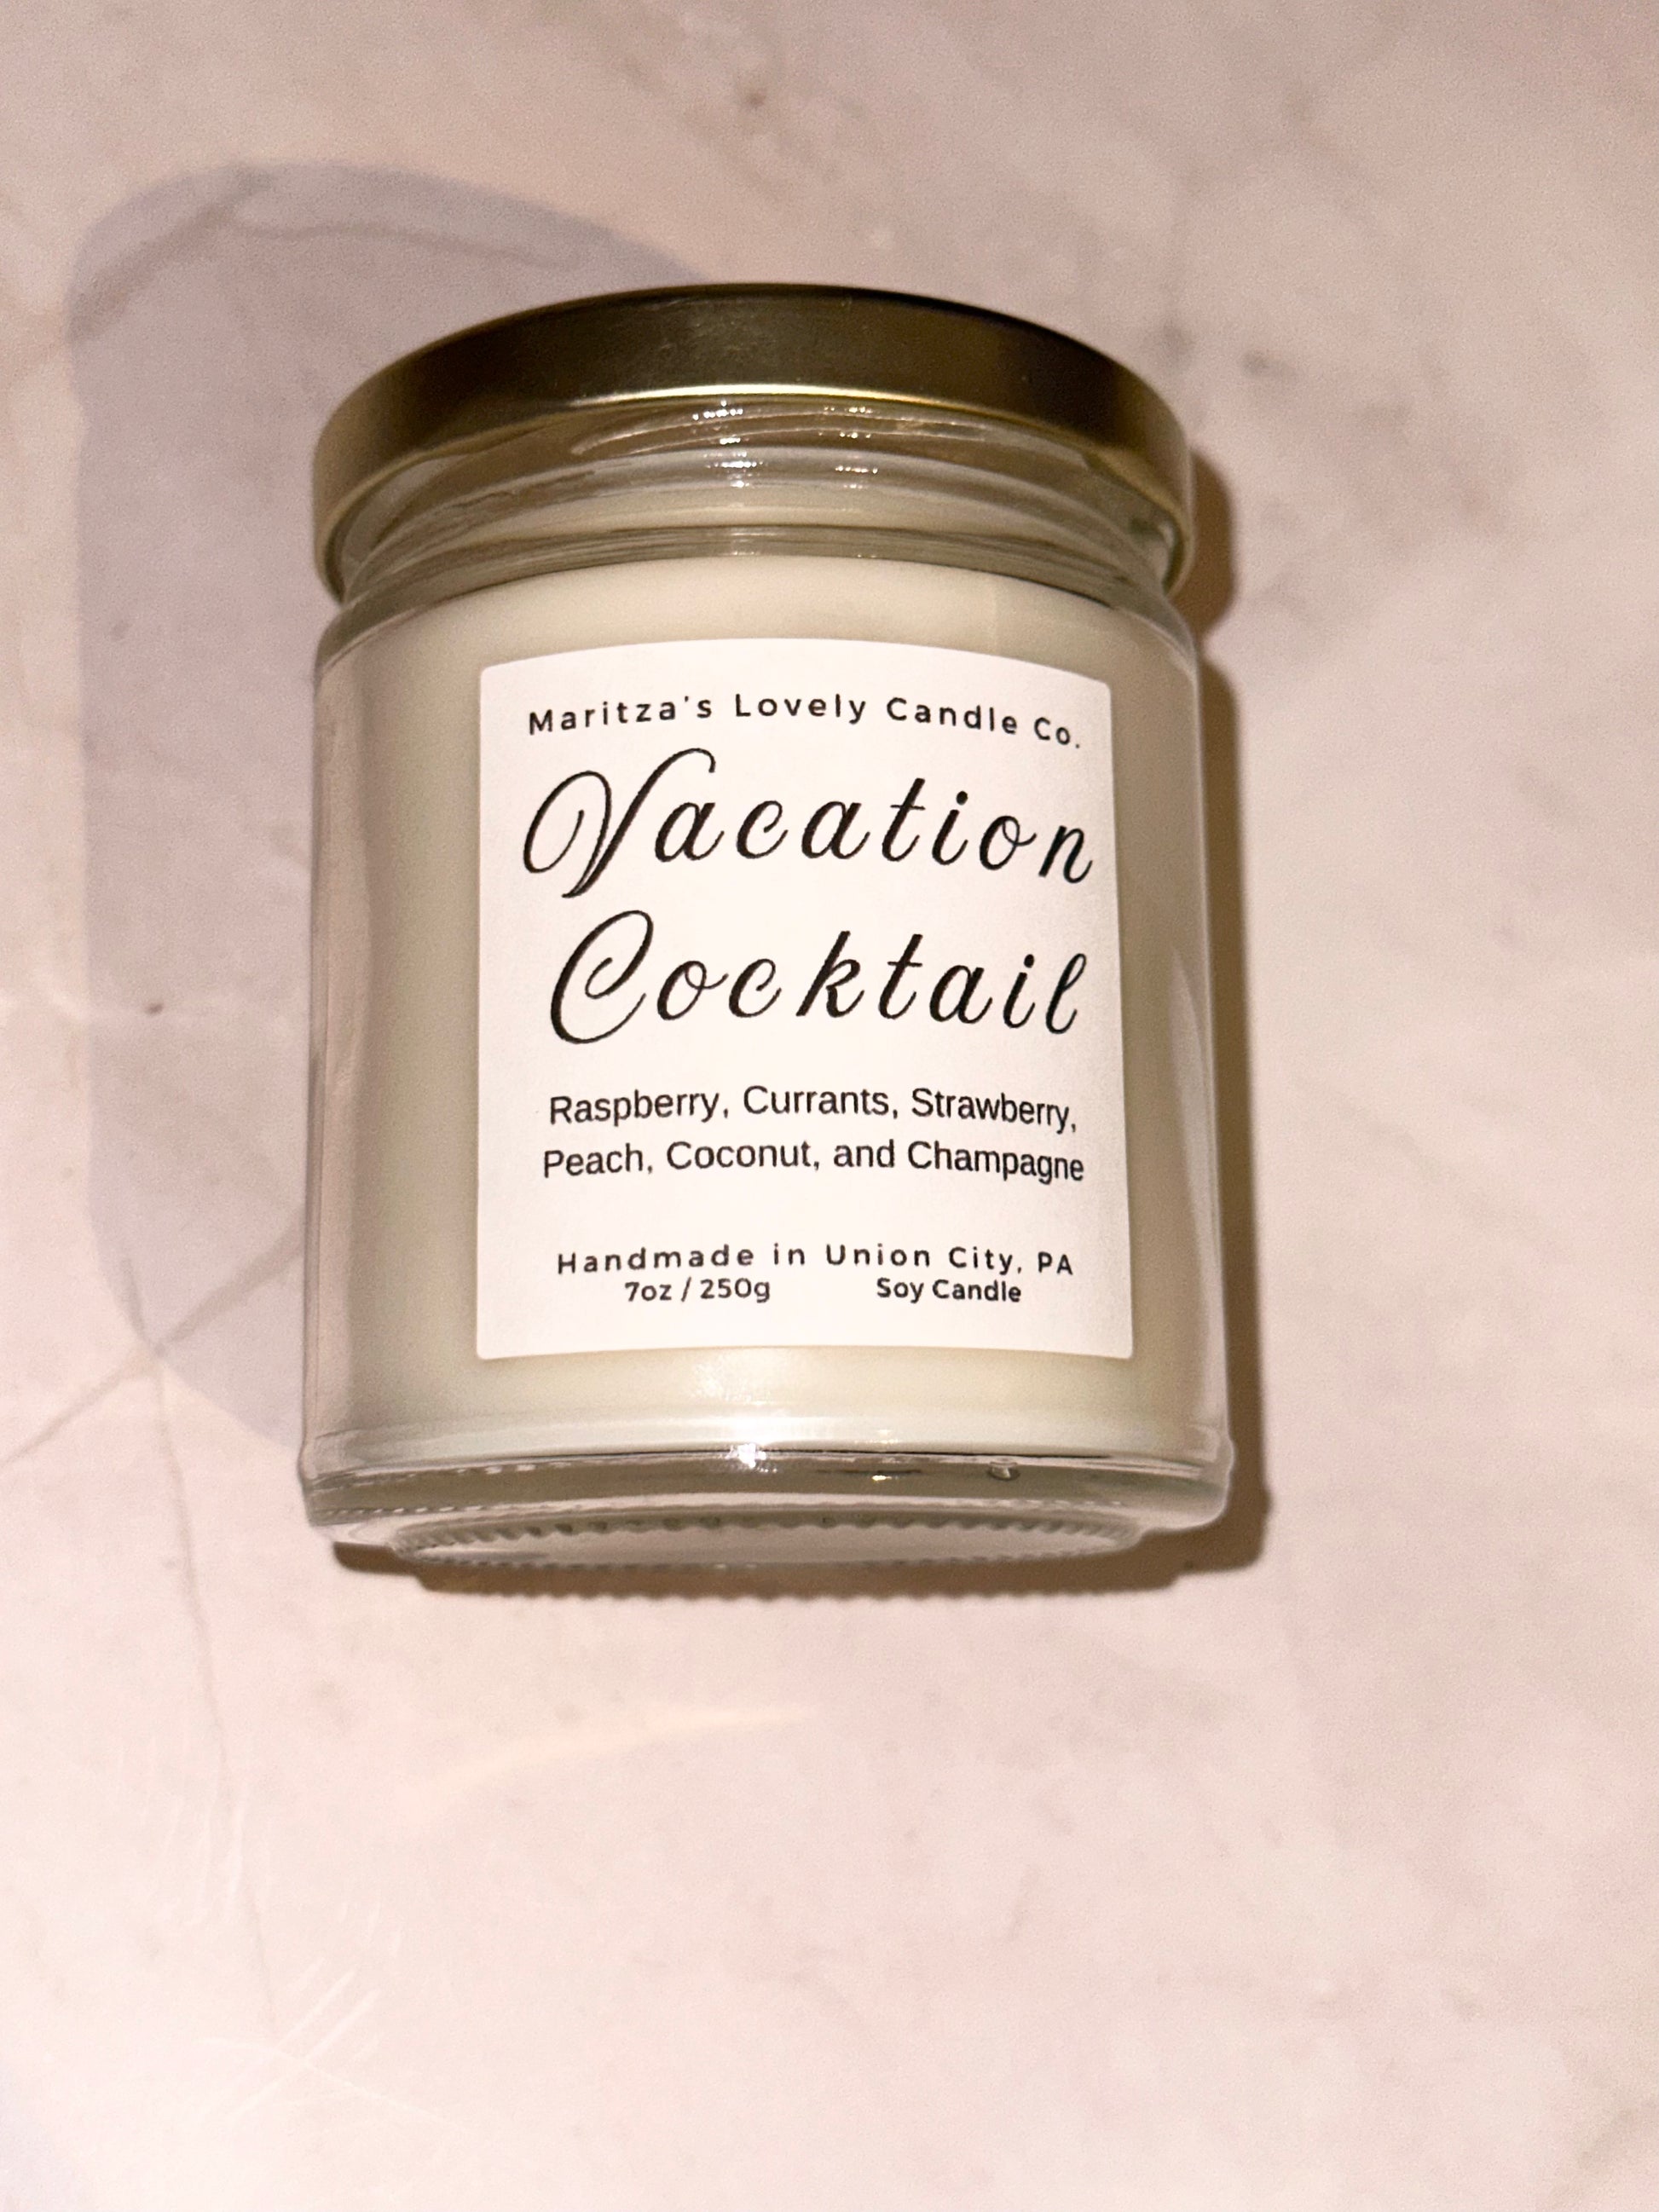 Maritza's Lovely Candle Co.
Vacation
Cocktail
Raspberry, Currants, Strawberry,
Peach, Coconut, and Champagne
Handmade in Union City, PA
7oz / 250g Soy Candle